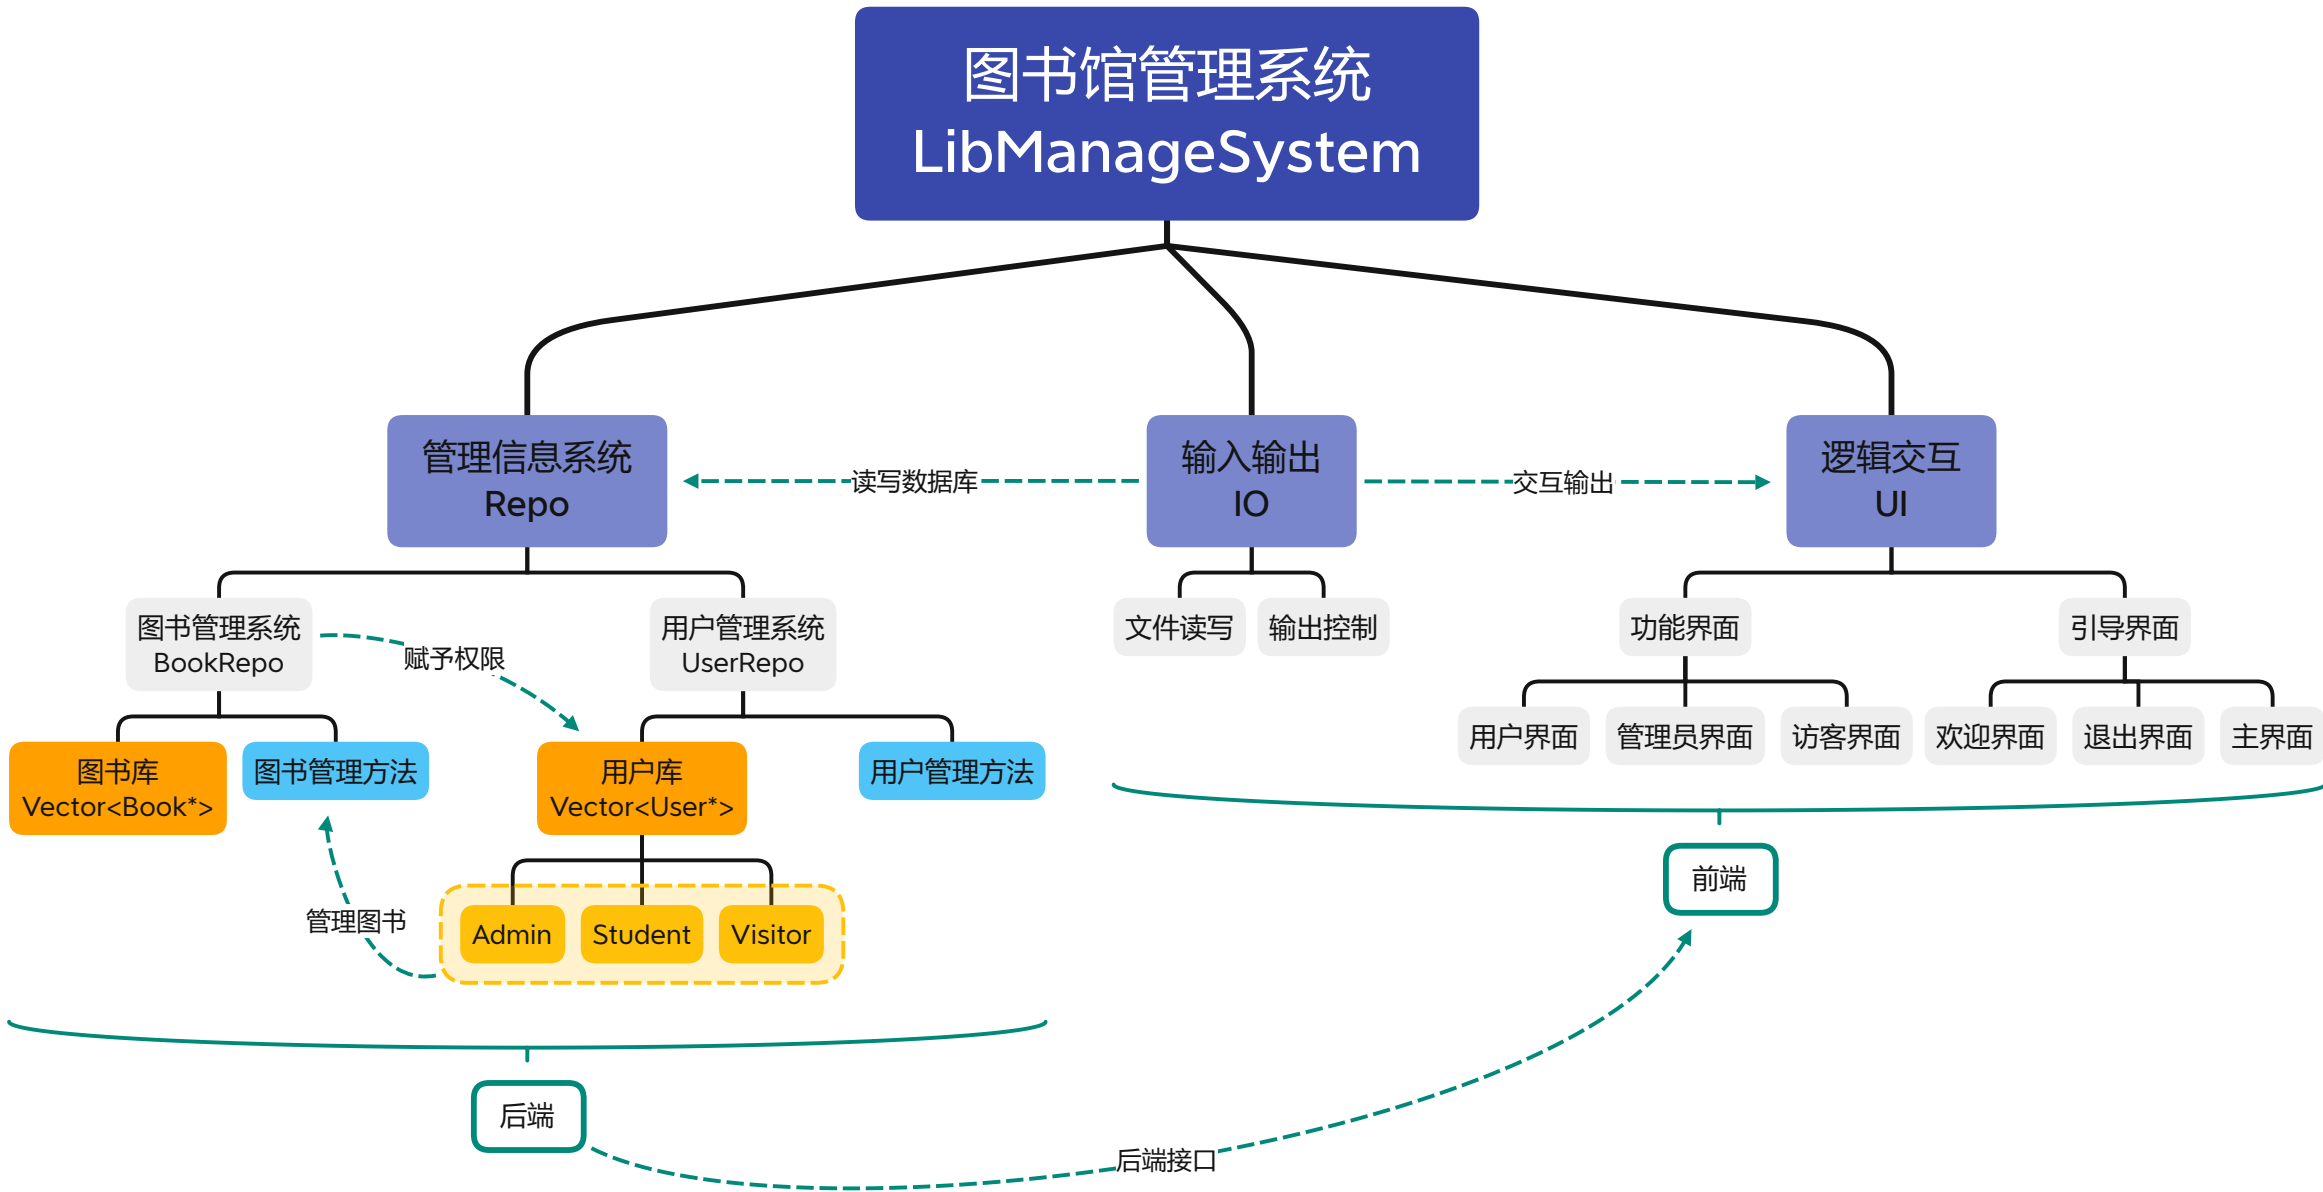 图书馆管理系统
LibManageSystem
管理信息系统
Repo
读写数据库
输入输出
IO
交互输出
逻辑交互
UI
图书管理系统
BookRepo
赋予权限
用户管理系统
UserRepo
文件读写
输出控制
功能界面
引导界面
图书库
Vector<Book*>
图书管理方法
用户库
Vector<User*>
用户管理方法
用户界面
管理员界面
访客界面
欢迎界面
退出界面
主界面
管理图书
Admin
Student
Visitor
前端
后端
后端接口